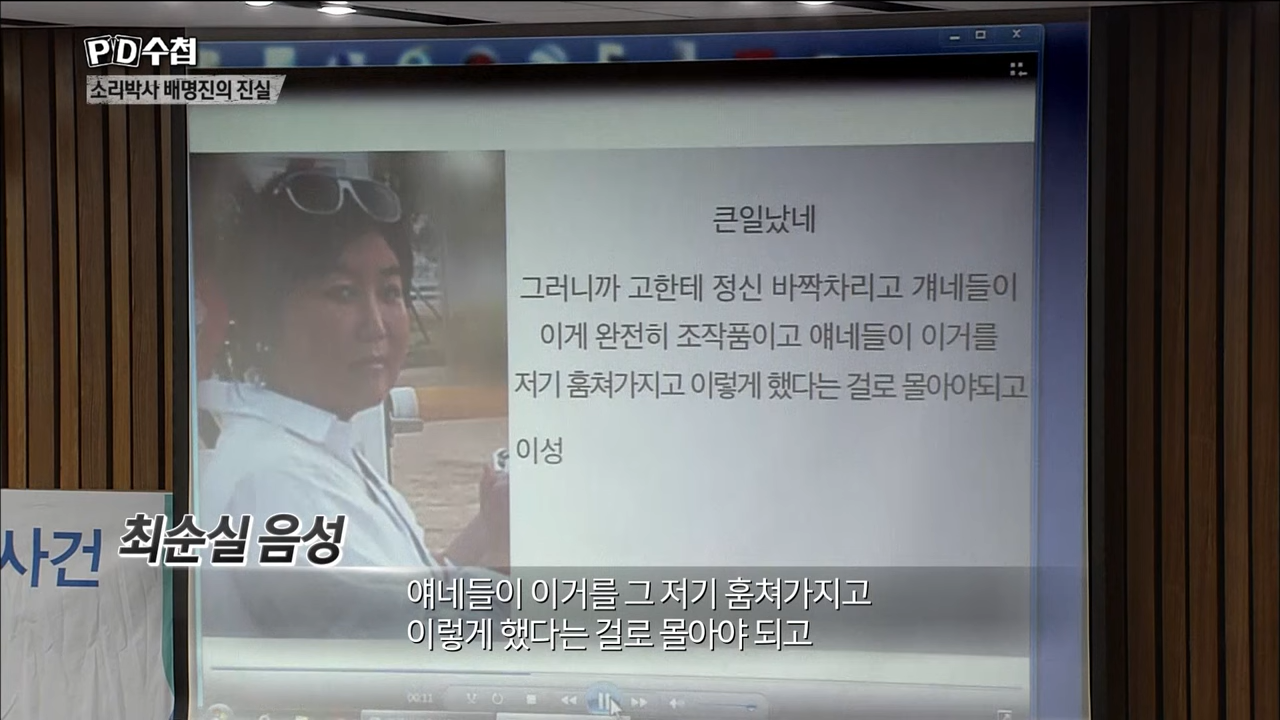 PD수첩
소리박사 배명진의 진실
큰일났네
그러니까 고한테 정신 바짝차리고 걔네들이
이게 완전히 조작품이고 얘네들이 이거를
저기 훔쳐가지고 이렇게 했다는 걸로 몰아야되고
이성
사건
최순실 음성
얘네들이 이거를 그 저기 훔쳐가지고
이렇게 했다는 걸로 몰아야 되고
00:11